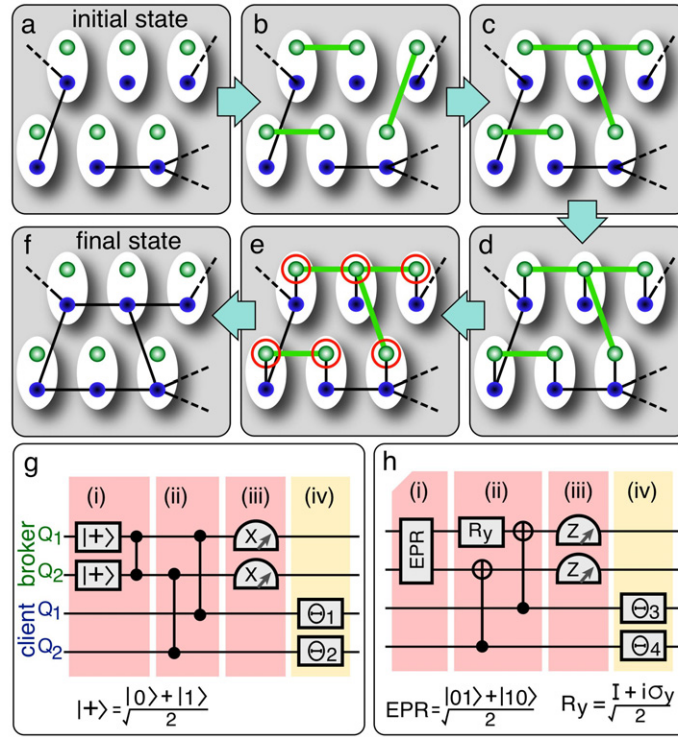 a initial state b c
f final state e d
g h
(i) (ii) (iii) (iv) (i) (ii) (iii) (iv)
broker Q1 |+> X EPR Ry Z
Q2 |+> X Z
client Q1 Θ1 Θ3
Q2 Θ2 Θ4
|+> = |0> + |1> / √2 EPR = |01> + |10> / √2 Ry = I + iσy / √2